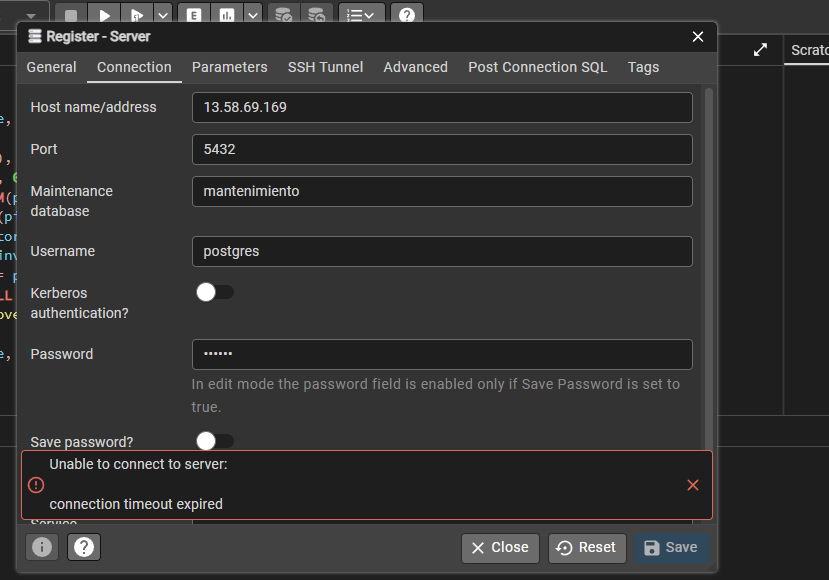 E
?
Register - Server
Scrato
General Connection Parameters SSH Tunnel Advanced Post Connection SQL Tags
Host name/address 13.58.69.169
Port 5432
Maintenance database mantenimiento
Username postgres
Kerberos authentication?
Password ••••••
In edit mode the password field is enabled only if Save Password is set to
true.
Save password?
Unable to connect to server:
connection timeout expired
Service
i ? Close Reset Save